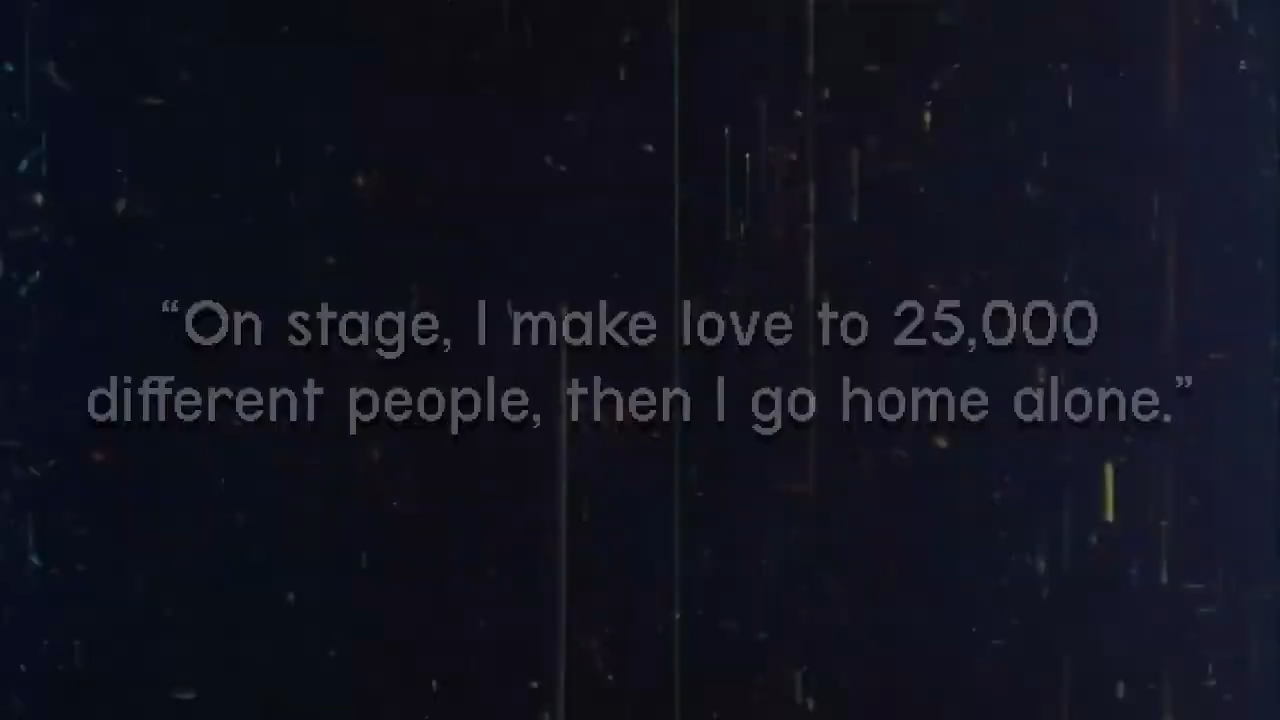 “On stage, I make love to 25,000
different people, then I go home alone.”